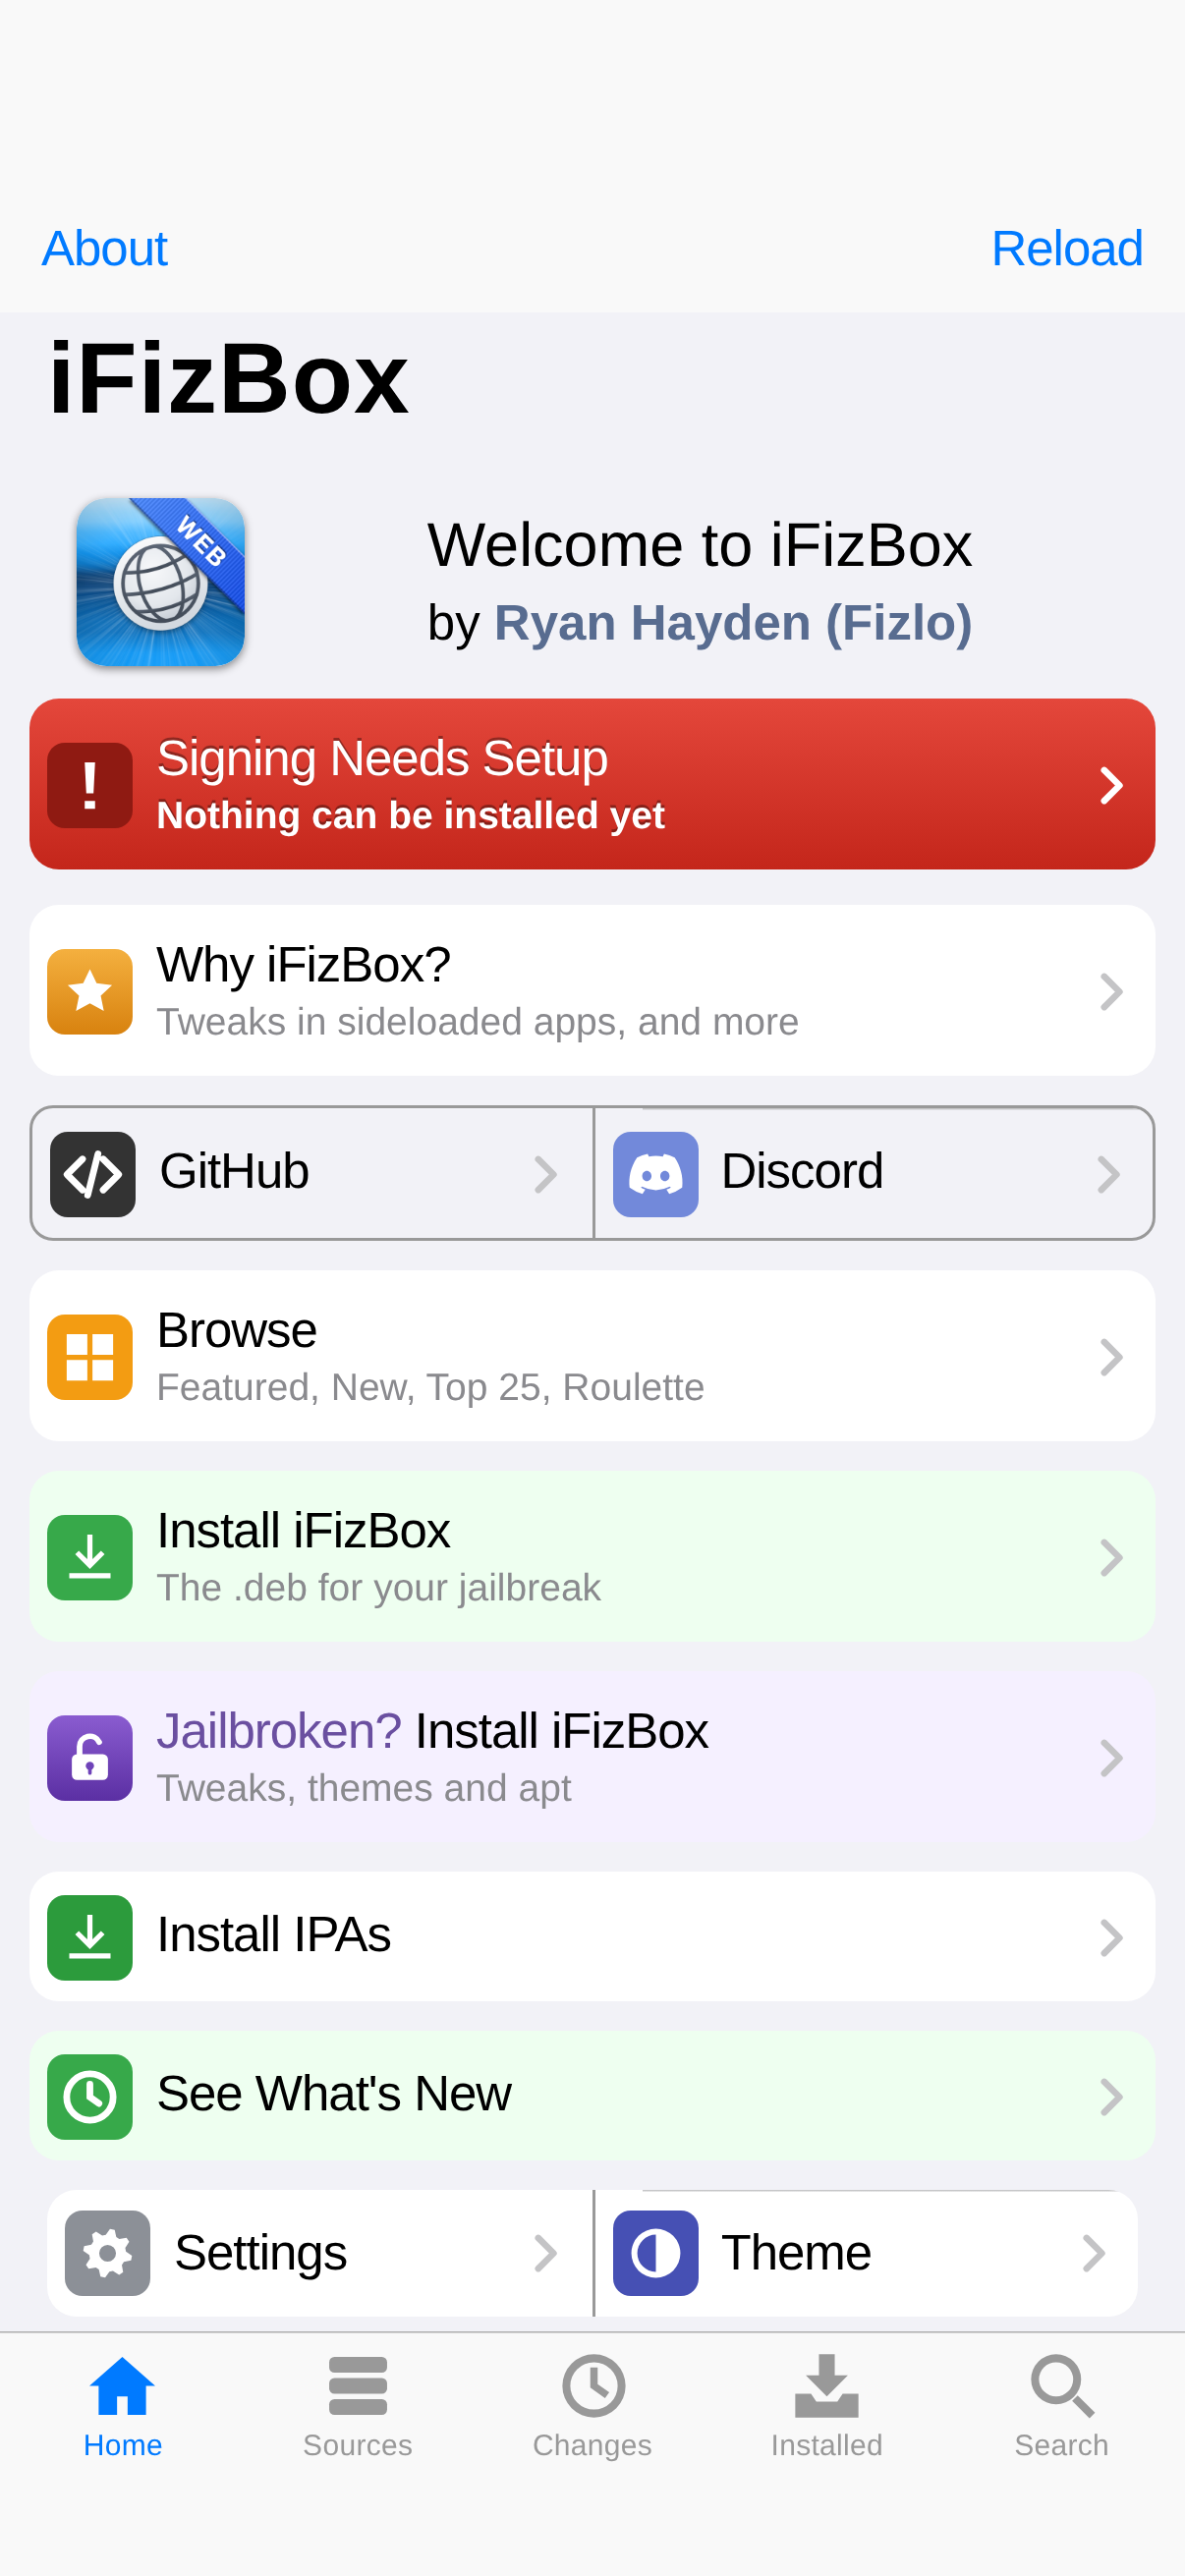 About
Reload
iFizBox
WEB
Welcome to iFizBox
by Ryan Hayden (Fizlo)
!
Signing Needs Setup
Nothing can be installed yet
Why iFizBox?
Tweaks in sideloaded apps, and more
GitHub
Discord
Browse
Featured, New, Top 25, Roulette
Install iFizBox
The .deb for your jailbreak
Jailbroken? Install iFizBox
Tweaks, themes and apt
Install IPAs
See What's New
Settings
Theme
Home
Sources
Changes
Installed
Search